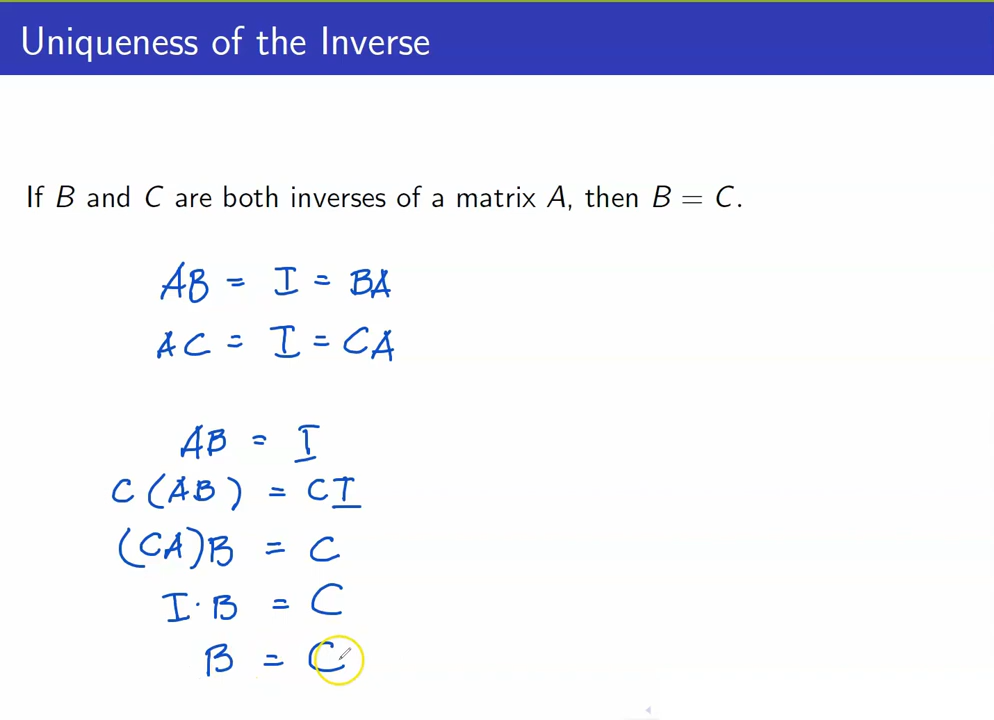 Uniqueness of the Inverse
If B and C are both inverses of a matrix A, then B = C.
AB = I = BA
AC = I = CA
AB = I
C (AB) = CI
(CA)B = C
I · B = C
B = C